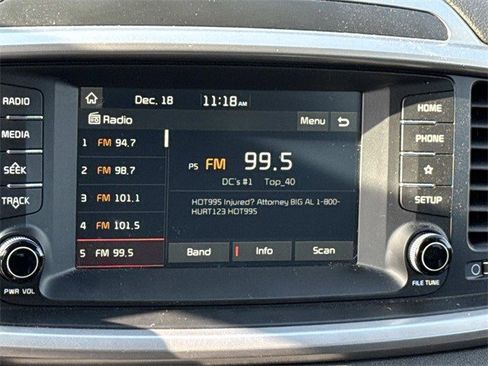 Dec. 18 11:18 AM
Radio Menu
1 FM 94.7
2 FM 98.7
3 FM 101.1
4 FM 101.5
5 FM 99.5
PS FM 99.5
DC's #1 Top_40
HOT995 Injured? Attorney BIG AL 1-800-
HURT123 HOT995
Band Info Scan
RADIO
MEDIA
SEEK
TRACK
PWR VOL
HOME
PHONE
SETUP
FILE TUNE